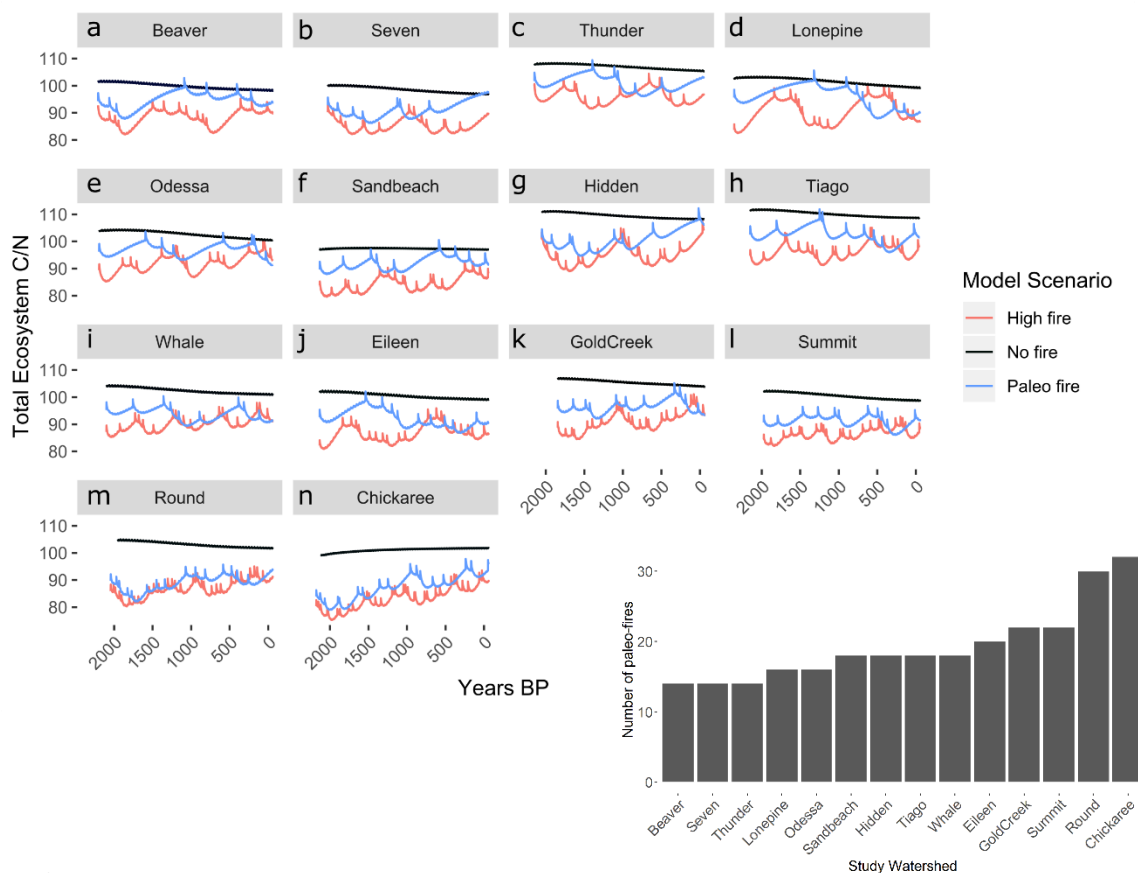 a Beaver b Seven c Thunder d Lonepine
110
100
90
80
e Odessa f Sandbeach g Hidden h Tiago
110
100
90
80
Total Ecosystem C/N
i Whale j Eileen k GoldCreek l Summit
110
100
90
80
2000 1500 1000 500 0 2000 1500 1000 500 0
m Round n Chickaree
110
100
90
80
2000 1500 1000 500 0 2000 1500 1000 500 0
Years BP
Model Scenario
High fire
No fire
Paleo fire
Number of paleo-fires
30
20
10
0
Beaver Seven Thunder Lonepine Odessa Sandbeach Hidden Tiago Whale Eileen GoldCreek Summit Round Chickaree
Study Watershed